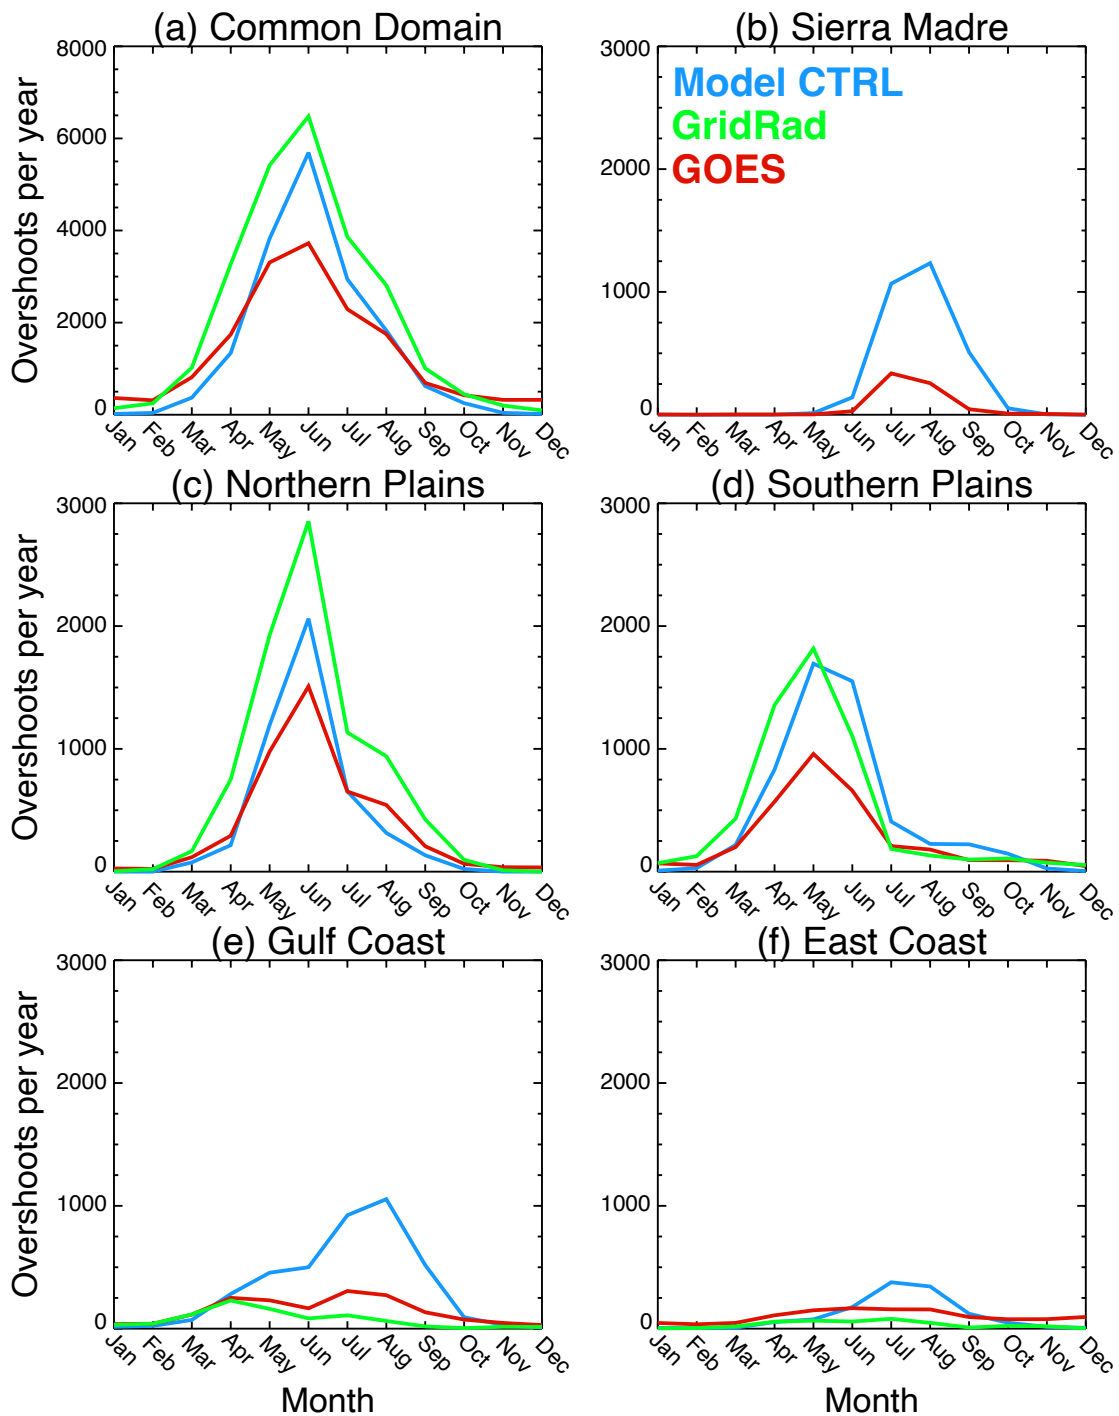 (a) Common Domain
(b) Sierra Madre
Overshoots per year
8000
6000
4000
2000
0
Jan Feb Mar Apr May Jun Jul Aug Sep Oct Nov Dec
3000
2000
1000
0
Model CTRL
GridRad
GOES
Jan Feb Mar Apr May Jun Jul Aug Sep Oct Nov Dec
(c) Northern Plains
(d) Southern Plains
Overshoots per year
3000
2000
1000
0
Jan Feb Mar Apr May Jun Jul Aug Sep Oct Nov Dec
3000
2000
1000
0
Jan Feb Mar Apr May Jun Jul Aug Sep Oct Nov Dec
(e) Gulf Coast
(f) East Coast
Overshoots per year
3000
2000
1000
0
Jan Feb Mar Apr May Jun Jul Aug Sep Oct Nov Dec
Month
3000
2000
1000
0
Jan Feb Mar Apr May Jun Jul Aug Sep Oct Nov Dec
Month